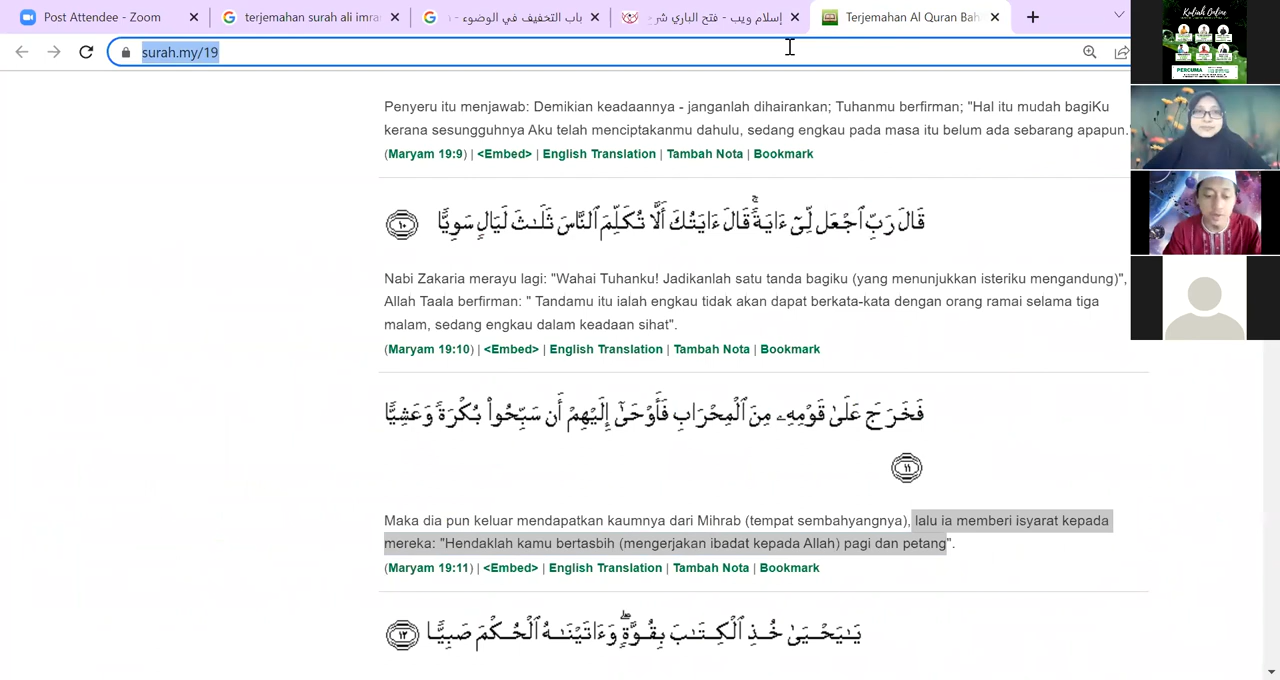 Post Attendee - Zoom
terjemahan surah ali imra
باب التخفيف في الوضوء -
إسلام ويب - فتح الباري شر
Terjemahan Al Quran Bah
surah.my/19
Kuliah Online
PERCUMA
Penyeru itu menjawab: Demikian keadaannya - janganlah dihairankan; Tuhanmu berfirman; "Hal itu mudah bagiKu
kerana sesungguhnya Aku telah menciptakanmu dahulu, sedang engkau pada masa itu belum ada sebarang apapun."
(Maryam 19:9) | <Embed> | English Translation | Tambah Nota | Bookmark
قَالَ رَبِّ ٱجْعَل لِّىٓ ءَايَةًۚ قَالَ ءَايَتُكَ أَلَّا تُكَلِّمَ ٱلنَّاسَ ثَلَٰثَ لَيَالٍ سَوِيًّا ١٠
Nabi Zakaria merayu lagi: "Wahai Tuhanku! Jadikanlah satu tanda bagiku (yang menunjukkan isteriku mengandung)",
Allah Taala berfirman: " Tandamu itu ialah engkau tidak akan dapat berkata-kata dengan orang ramai selama tiga
malam, sedang engkau dalam keadaan sihat".
(Maryam 19:10) | <Embed> | English Translation | Tambah Nota | Bookmark
فَخَرَجَ عَلَىٰ قَوْمِهِۦ مِنَ ٱلْمِحْرَابِ فَأَوْحَىٰٓ إِلَيْهِمْ أَن سَبِّحُوا۟ بُكْرَةً وَعَشِيًّا
١١
Maka dia pun keluar mendapatkan kaumnya dari Mihrab (tempat sembahyangnya), lalu ia memberi isyarat kepada
mereka: "Hendaklah kamu bertasbih (mengerjakan ibadat kepada Allah) pagi dan petang".
(Maryam 19:11) | <Embed> | English Translation | Tambah Nota | Bookmark
يَٰيَحْيَىٰ خُذِ ٱلْكِتَٰبَ بِقُوَّةٍۖ وَءَاتَيْنَٰهُ ٱلْحُكْمَ صَبِيًّا ١٢